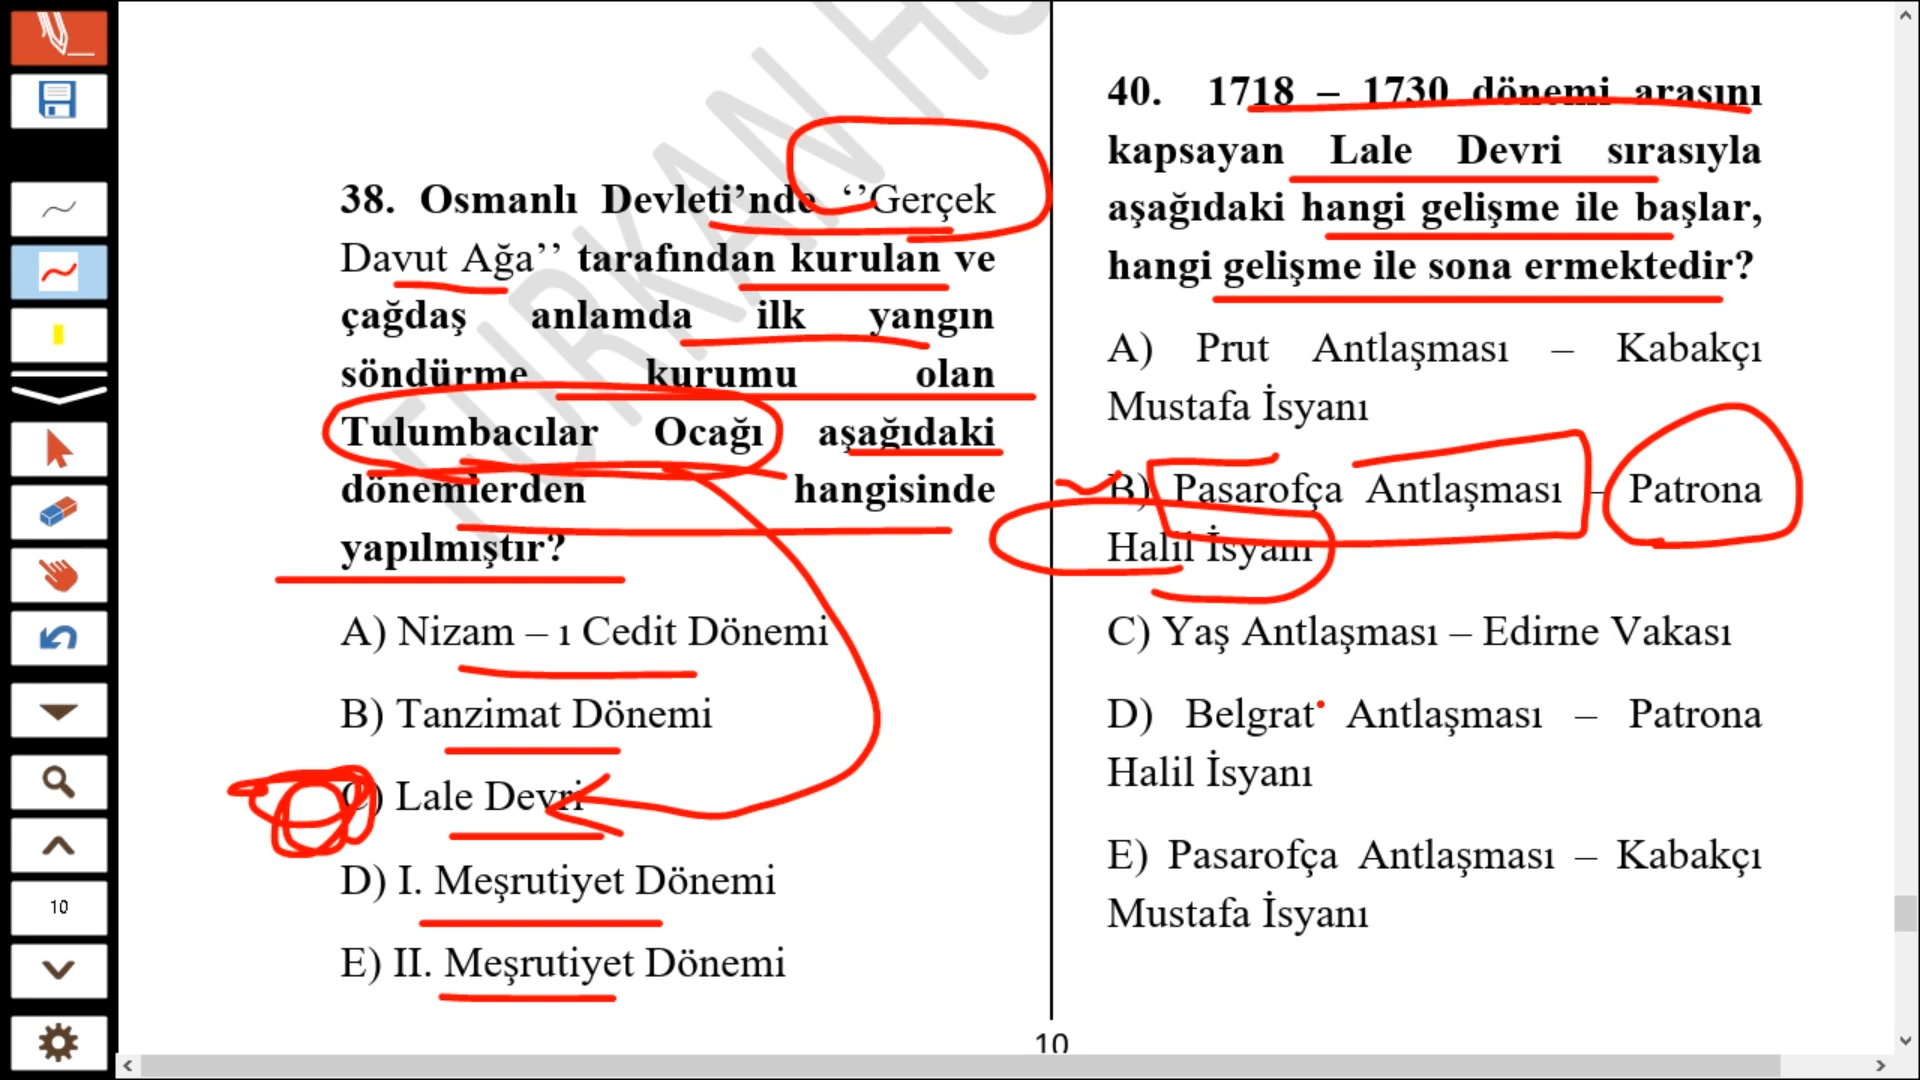 TURKAN HO
38. Osmanlı Devleti’nde ‘’Gerçek
Davut Ağa’’ tarafından kurulan ve
çağdaş anlamda ilk yangın
söndürme kurumu olan
Tulumbacılar Ocağı aşağıdaki
dönemlerden hangisinde
yapılmıştır?
A) Nizam – ı Cedit Dönemi
B) Tanzimat Dönemi
C) Lale Devri
D) I. Meşrutiyet Dönemi
E) II. Meşrutiyet Dönemi
40. 1718 – 1730 dönemi arasını
kapsayan Lale Devri sırasıyla
aşağıdaki hangi gelişme ile başlar,
hangi gelişme ile sona ermektedir?
A) Prut Antlaşması – Kabakçı
Mustafa İsyanı
B) Pasarofça Antlaşması – Patrona
Halil İsyanı
C) Yaş Antlaşması – Edirne Vakası
D) Belgrat Antlaşması – Patrona
Halil İsyanı
E) Pasarofça Antlaşması – Kabakçı
Mustafa İsyanı
10
10